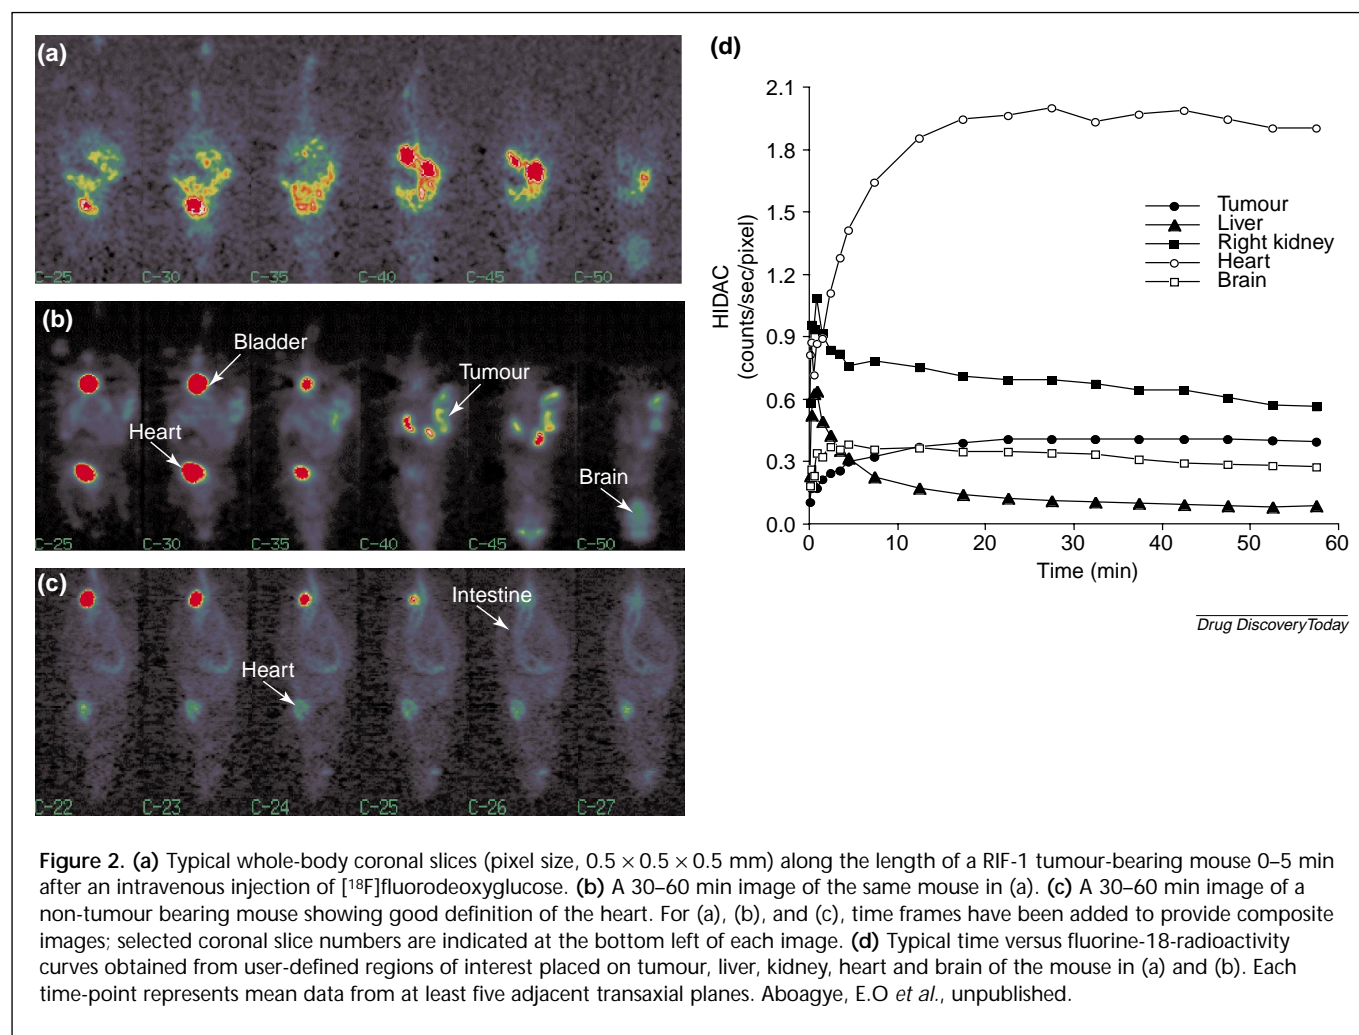 (a)
C-25 C-30 C-35 C-40 C-45 C-50
(b)
Bladder
Tumour
Heart
Brain
C-25 C-30 C-35 C-40 C-45 C-50
(c)
Intestine
Heart
C-22 C-23 C-24 C-25 C-26 C-27
(d)
2.1
1.8
1.5
1.2
0.9
0.6
0.3
0.0
HIDAC
(counts/sec/pixel)
Tumour
Liver
Right kidney
Heart
Brain
0 10 20 30 40 50 60
Time (min)
Drug Discovery Today
Figure 2. (a) Typical whole-body coronal slices (pixel size, 0.5 × 0.5 × 0.5 mm) along the length of a RIF-1 tumour-bearing mouse 0–5 min
after an intravenous injection of [¹⁸F]fluorodeoxyglucose. (b) A 30–60 min image of the same mouse in (a). (c) A 30–60 min image of a
non-tumour bearing mouse showing good definition of the heart. For (a), (b), and (c), time frames have been added to provide composite
images; selected coronal slice numbers are indicated at the bottom left of each image. (d) Typical time versus fluorine-18-radioactivity
curves obtained from user-defined regions of interest placed on tumour, liver, kidney, heart and brain of the mouse in (a) and (b). Each
time-point represents mean data from at least five adjacent transaxial planes. Aboagye, E.O et al., unpublished.